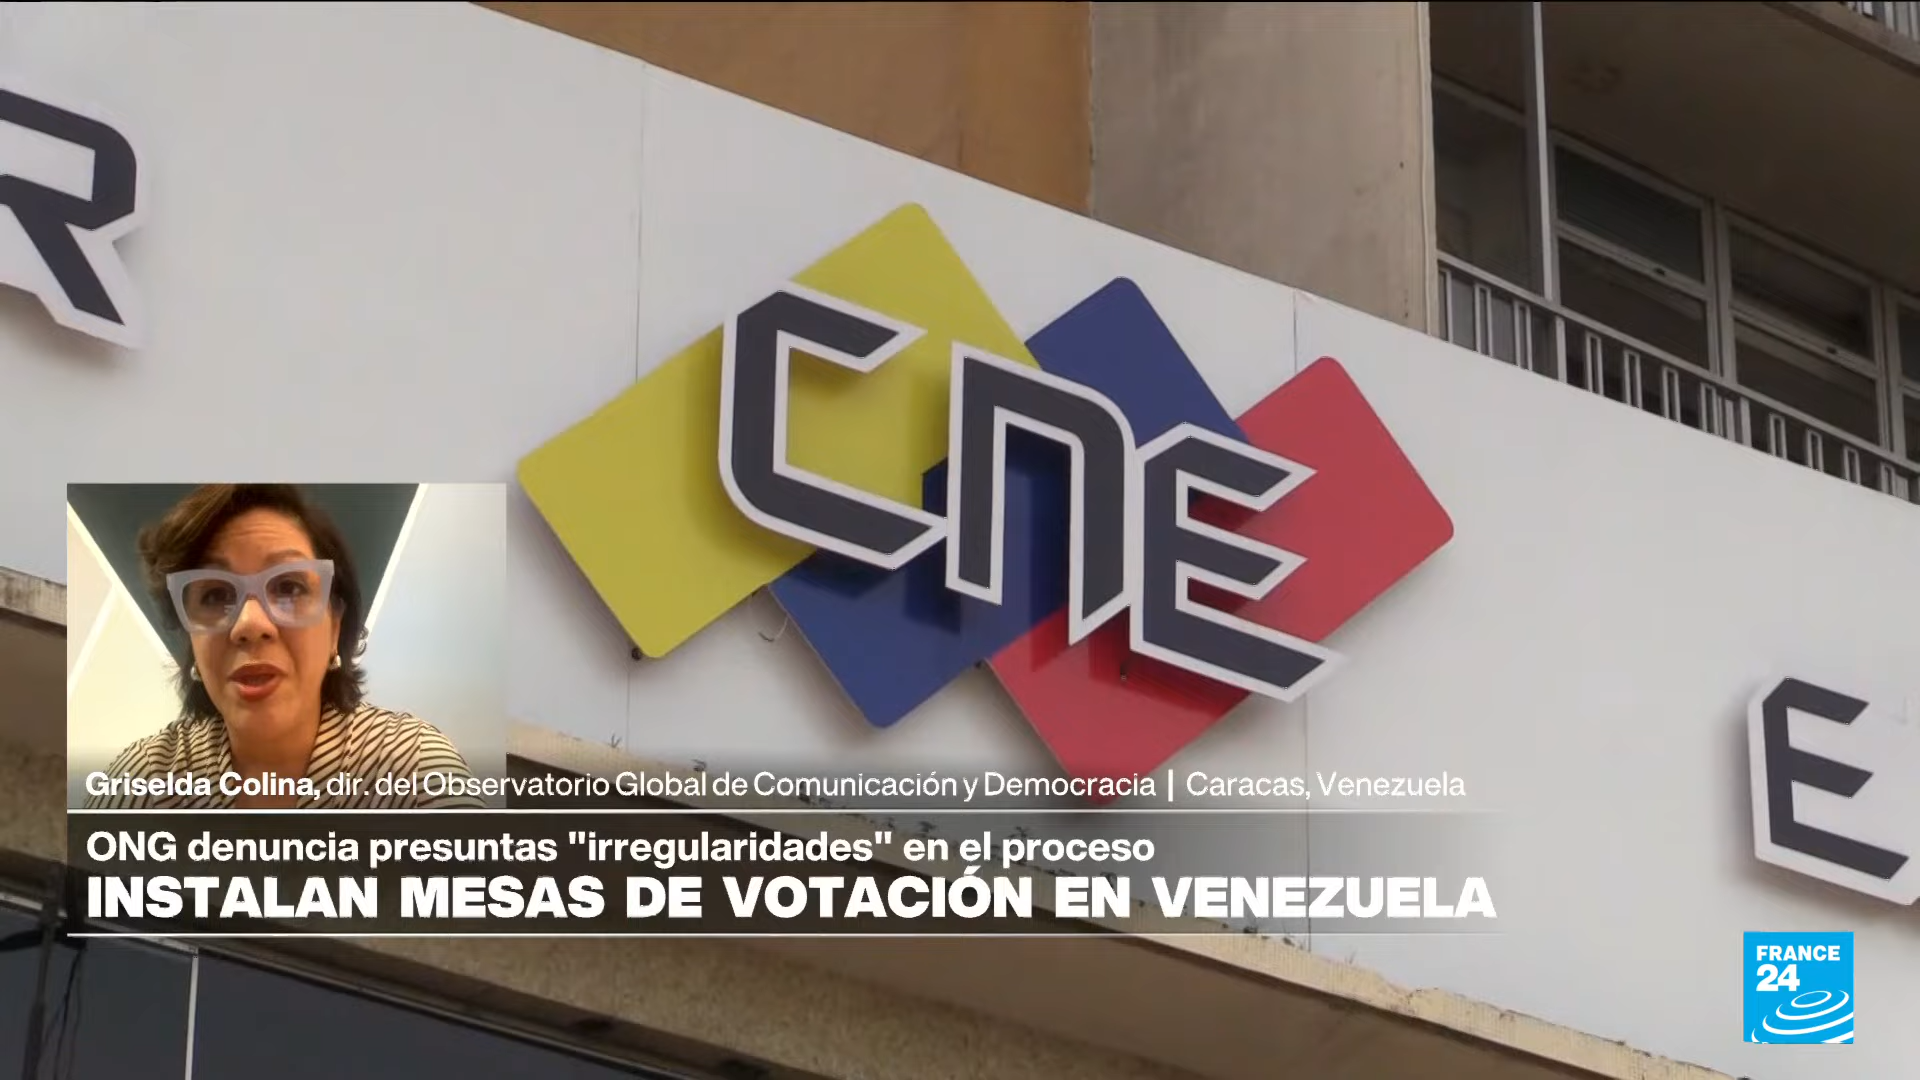 R
CNE
E
Griselda Colina, dir. del Observatorio Global de Comunicación y Democracia | Caracas, Venezuela
ONG denuncia presuntas "irregularidades" en el proceso
INSTALAN MESAS DE VOTACIÓN EN VENEZUELA
FRANCE
24